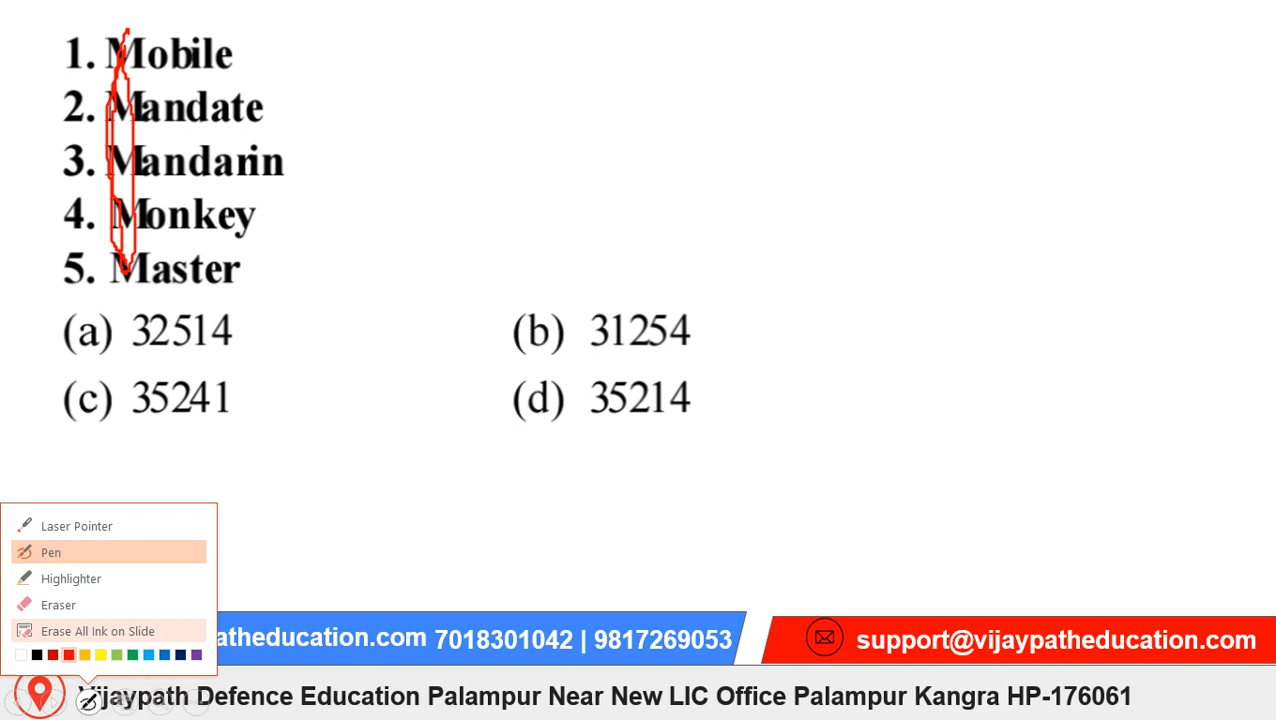 1. Mobile
2. Mandate
3. Mandarin
4. Monkey
5. Master
(a) 32514 (b) 31254
(c) 35241 (d) 35214
Laser Pointer
Pen
Highlighter
Eraser
Erase All Ink on Slide
atheducation.com 7018301042 | 9817269053
support@vijaypatheducation.com
Vijaypath Defence Education Palampur Near New LIC Office Palampur Kangra HP-176061